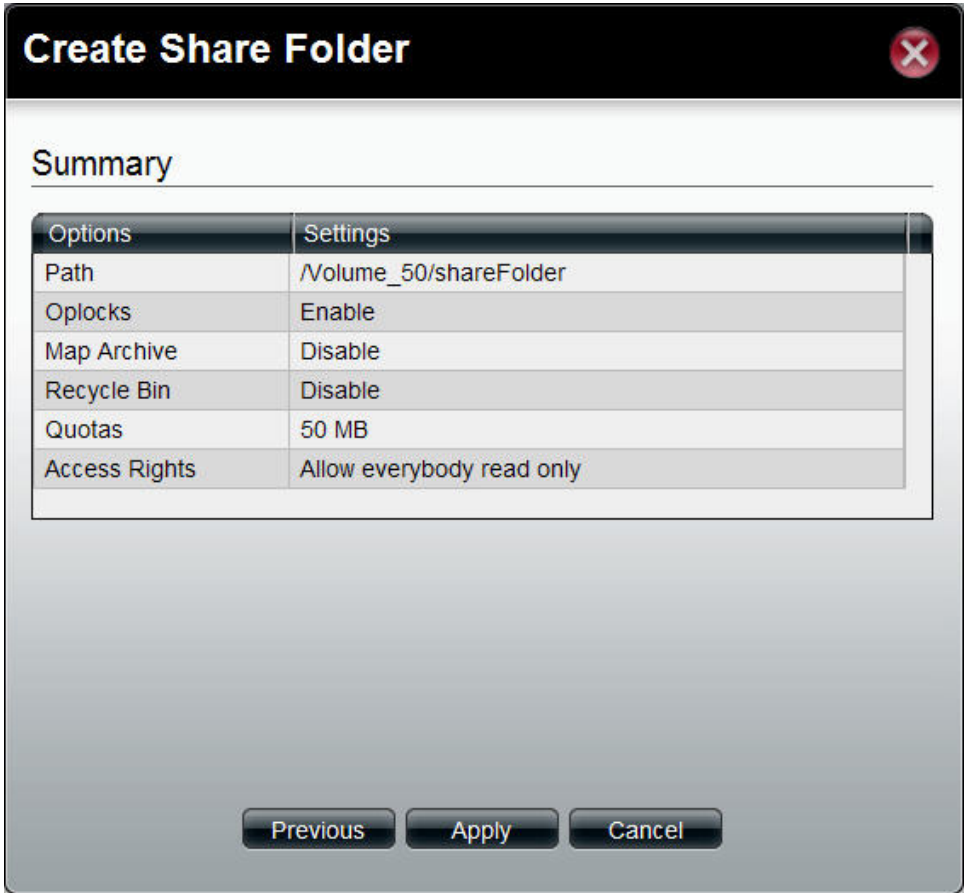 Create Share Folder
Summary
Options Settings
Path /Volume_50/shareFolder
Oplocks Enable
Map Archive Disable
Recycle Bin Disable
Quotas 50 MB
Access Rights Allow everybody read only
Previous Apply Cancel